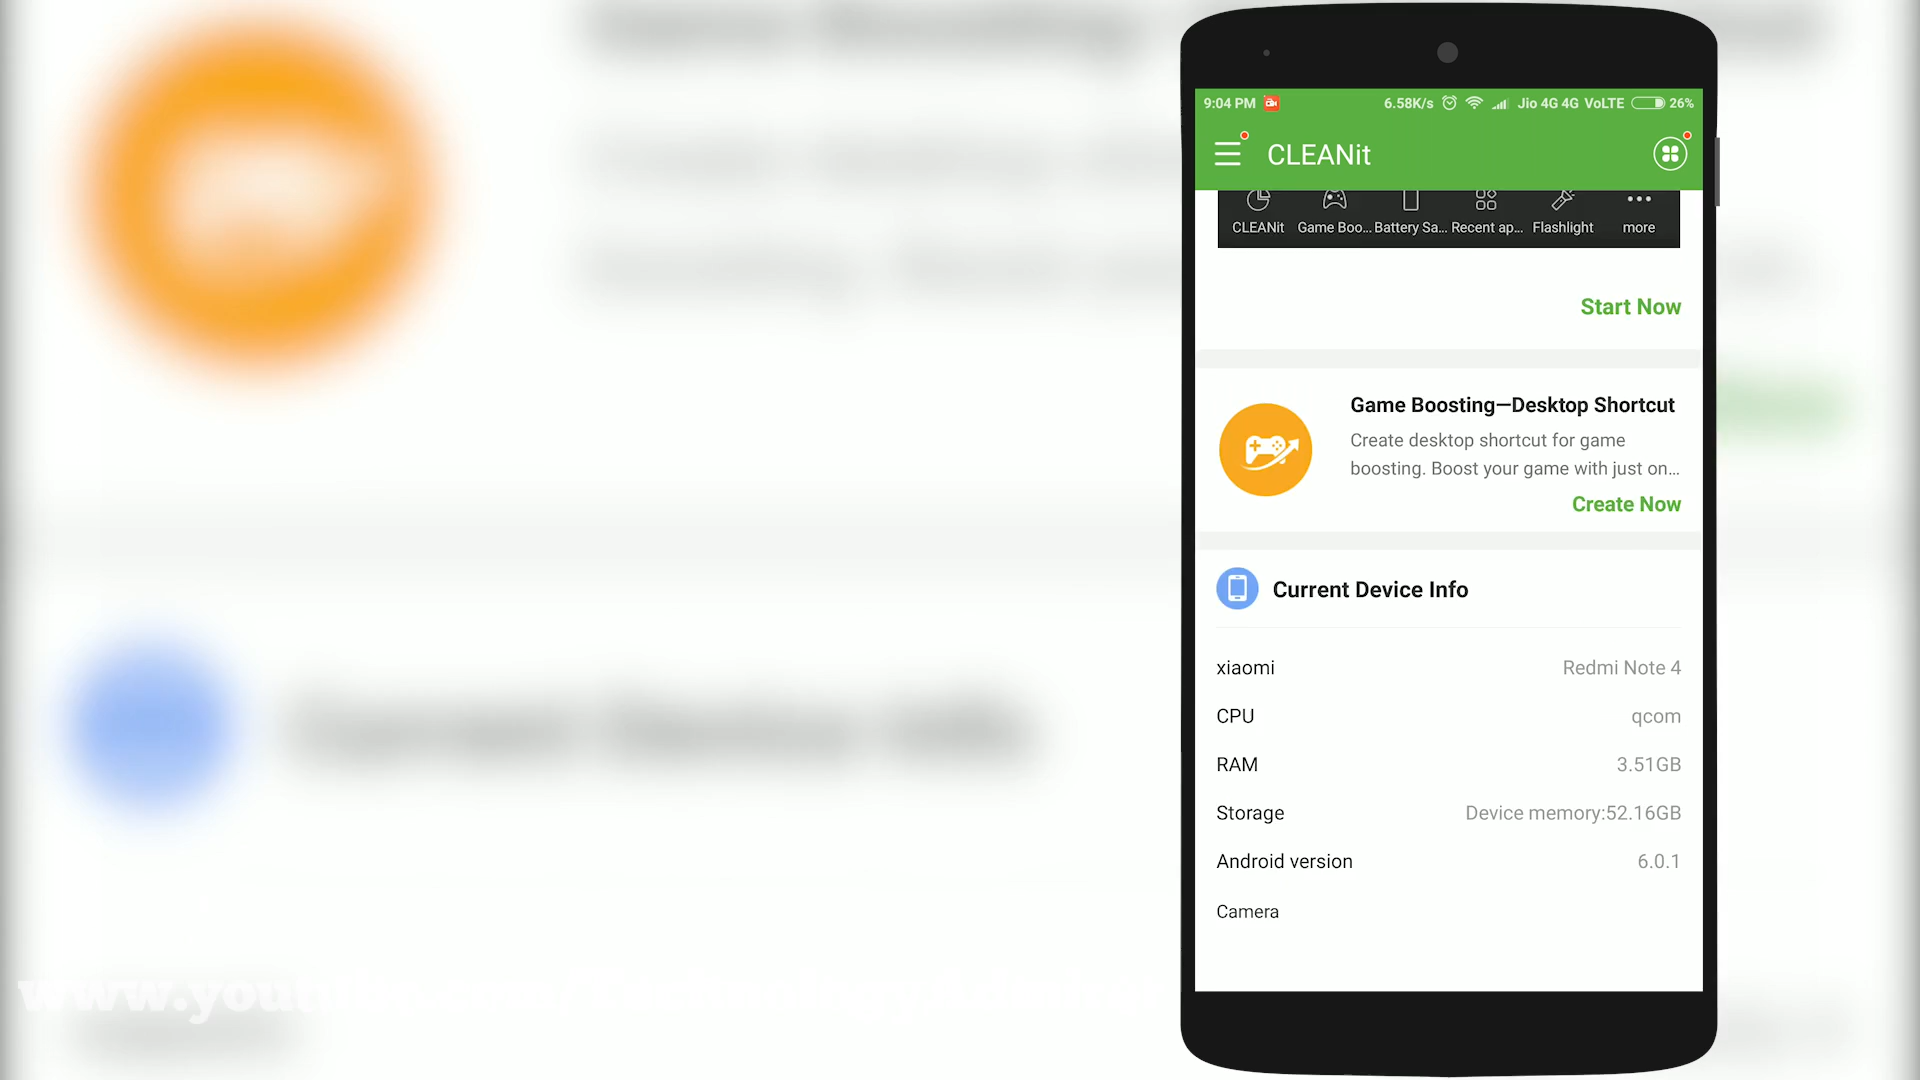 9:04 PM 6.58K/s Jio 4G 4G VoLTE 26%
CLEANit
CLEANit Game Boo... Battery Sa... Recent ap... Flashlight more
Start Now
Game Boosting—Desktop Shortcut
Create desktop shortcut for game
boosting. Boost your game with just on...
Create Now
Current Device Info
xiaomi Redmi Note 4
CPU qcom
RAM 3.51GB
Storage Device memory:52.16GB
Android version 6.0.1
Camera